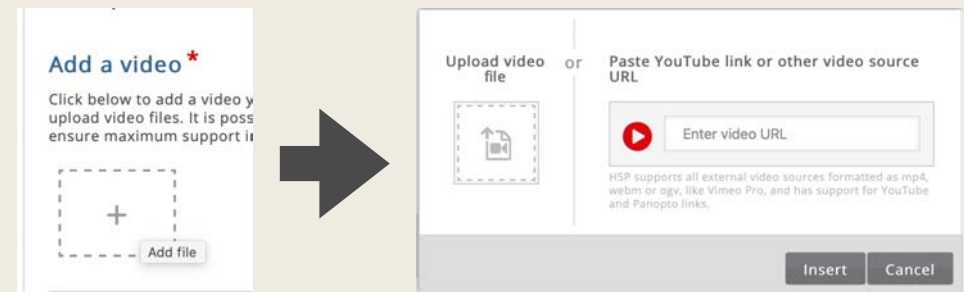 Add a video *
Click below to add a video y
upload video files. It is poss
ensure maximum support i
+
Add file
Upload video
file
or
Paste YouTube link or other video source
URL
Enter video URL
H5P supports all external video sources formatted as mp4,
webm or ogv, like Vimeo Pro, and has support for YouTube
and Panopto links.
Insert
Cancel